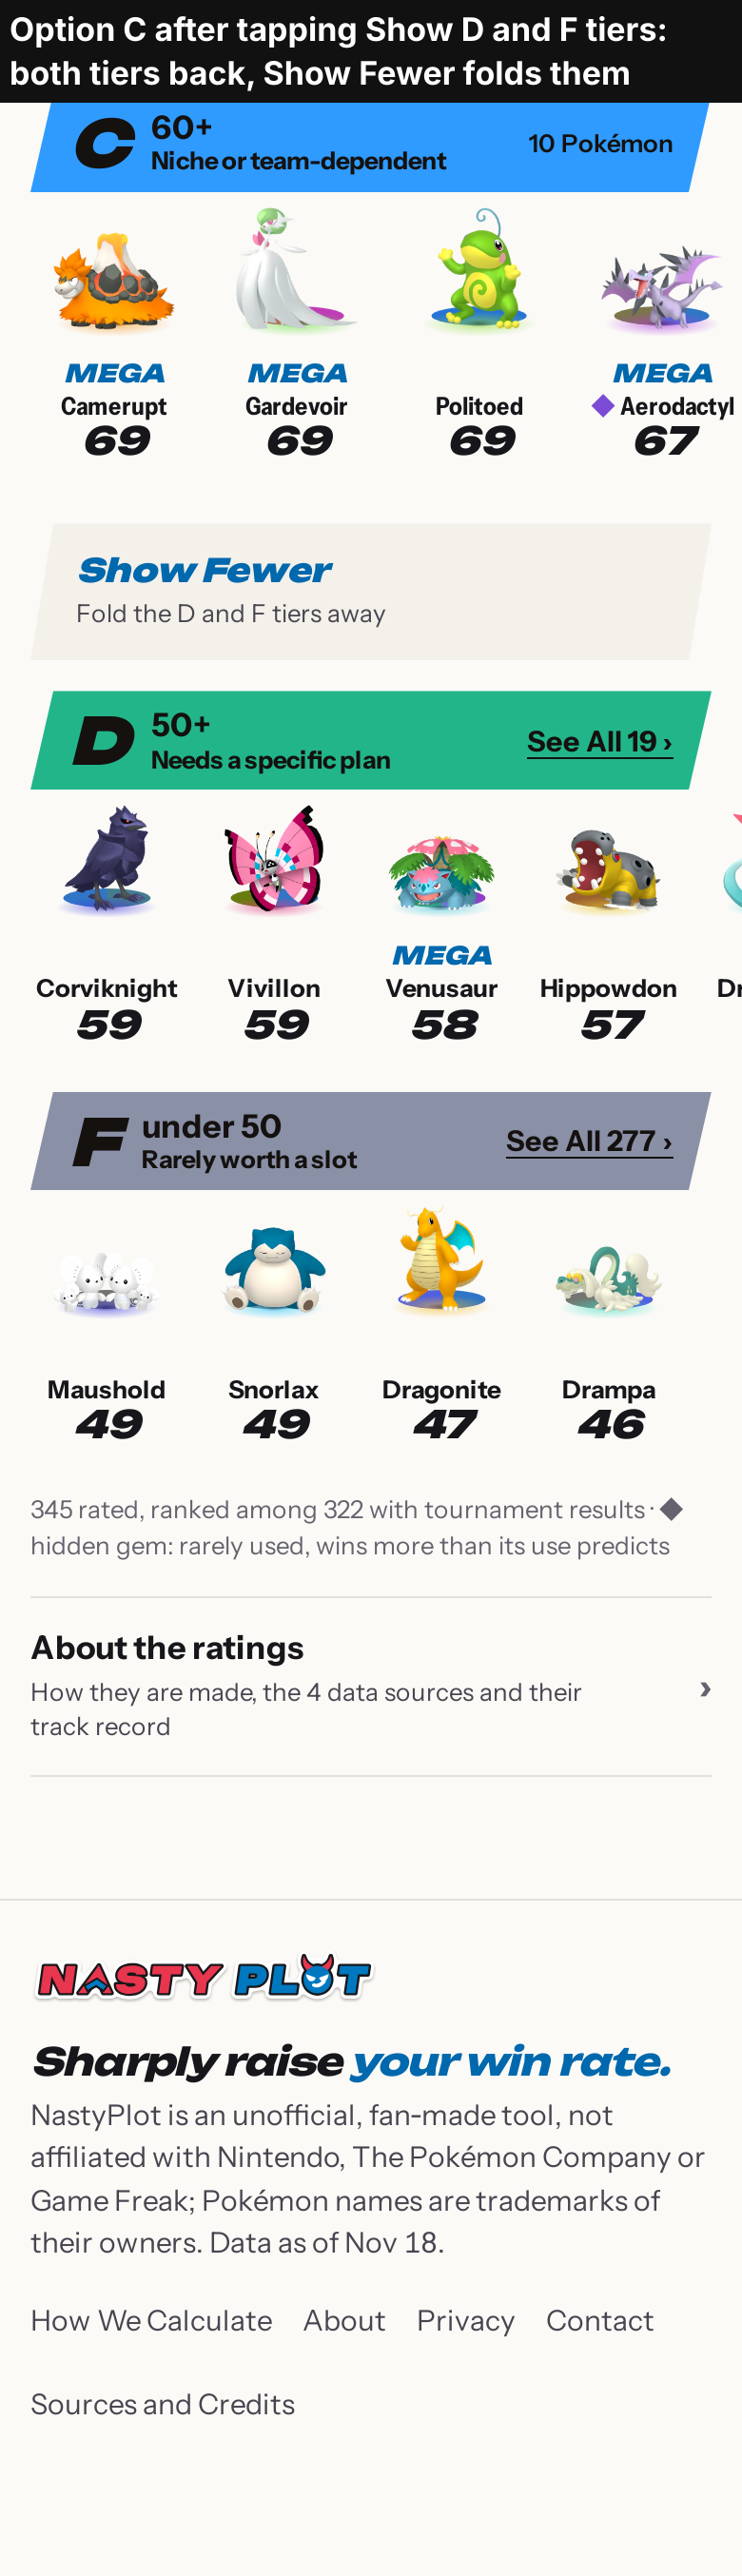 Option C after tapping Show D and F tiers:
both tiers back, Show Fewer folds them
C 60+
Niche or team-dependent
10 Pokémon
MEGA MEGA MEGA
Camerupt Gardevoir Politoed Aerodactyl
69 69 69 67
Show Fewer
Fold the D and F tiers away
D 50+
Needs a specific plan
See All 19 ›
MEGA
Corviknight Vivillon Venusaur Hippowdon Dr
59 59 58 57
F under 50
Rarely worth a slot
See All 277 ›
Maushold Snorlax Dragonite Drampa
49 49 47 46
345 rated, ranked among 322 with tournament results · ◆
hidden gem: rarely used, wins more than its use predicts
About the ratings
How they are made, the 4 data sources and their
track record
›
NASTY PLOT
Sharply raise your win rate.
NastyPlot is an unofficial, fan-made tool, not
affiliated with Nintendo, The Pokémon Company or
Game Freak; Pokémon names are trademarks of
their owners. Data as of Nov 18.
How We Calculate About Privacy Contact
Sources and Credits